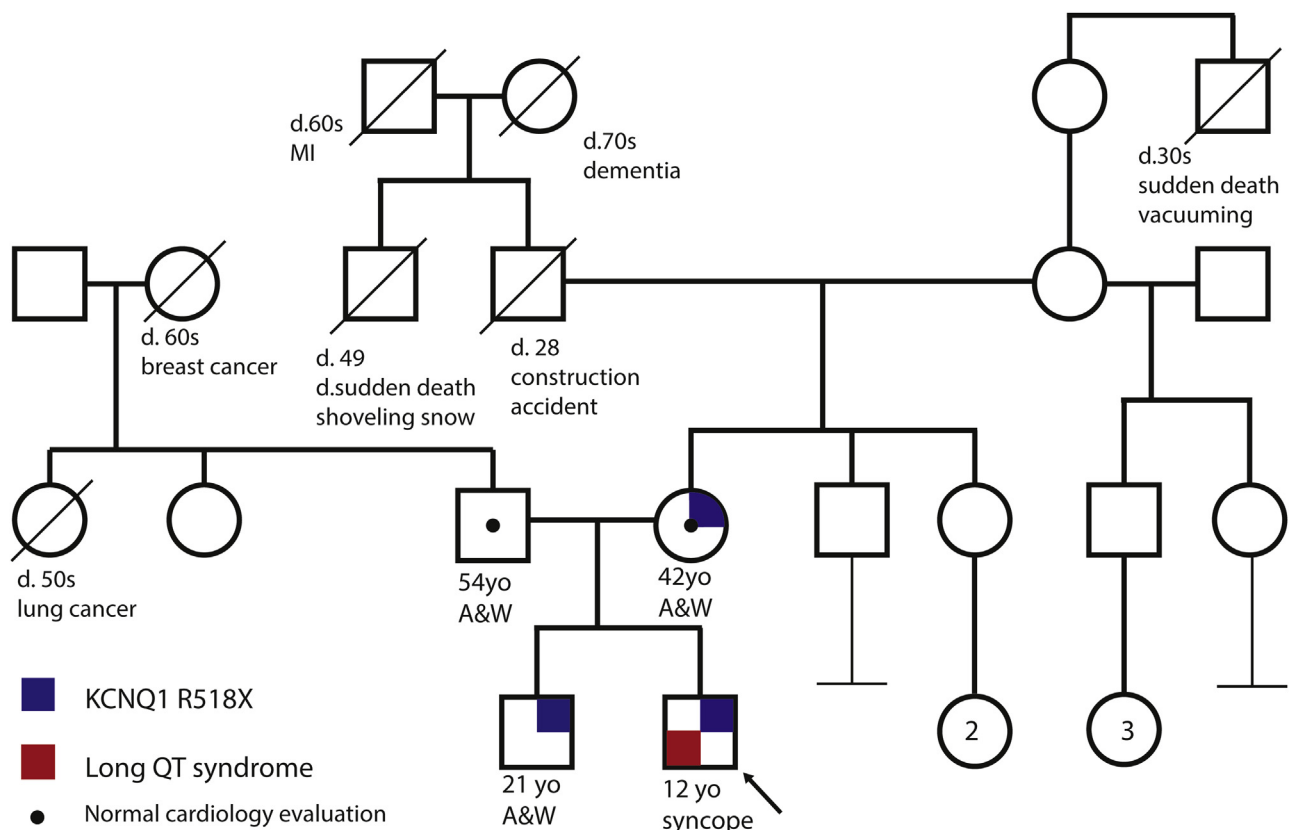 d.60s
MI
d.70s
dementia
d.30s
sudden death
vacuuming
d. 60s
breast cancer
d. 49
d.sudden death
shoveling snow
d. 28
construction
accident
d. 50s
lung cancer
54yo
A&W
42yo
A&W
2
3
KCNQ1 R518X
Long QT syndrome
Normal cardiology evaluation
21 yo
A&W
12 yo
syncope